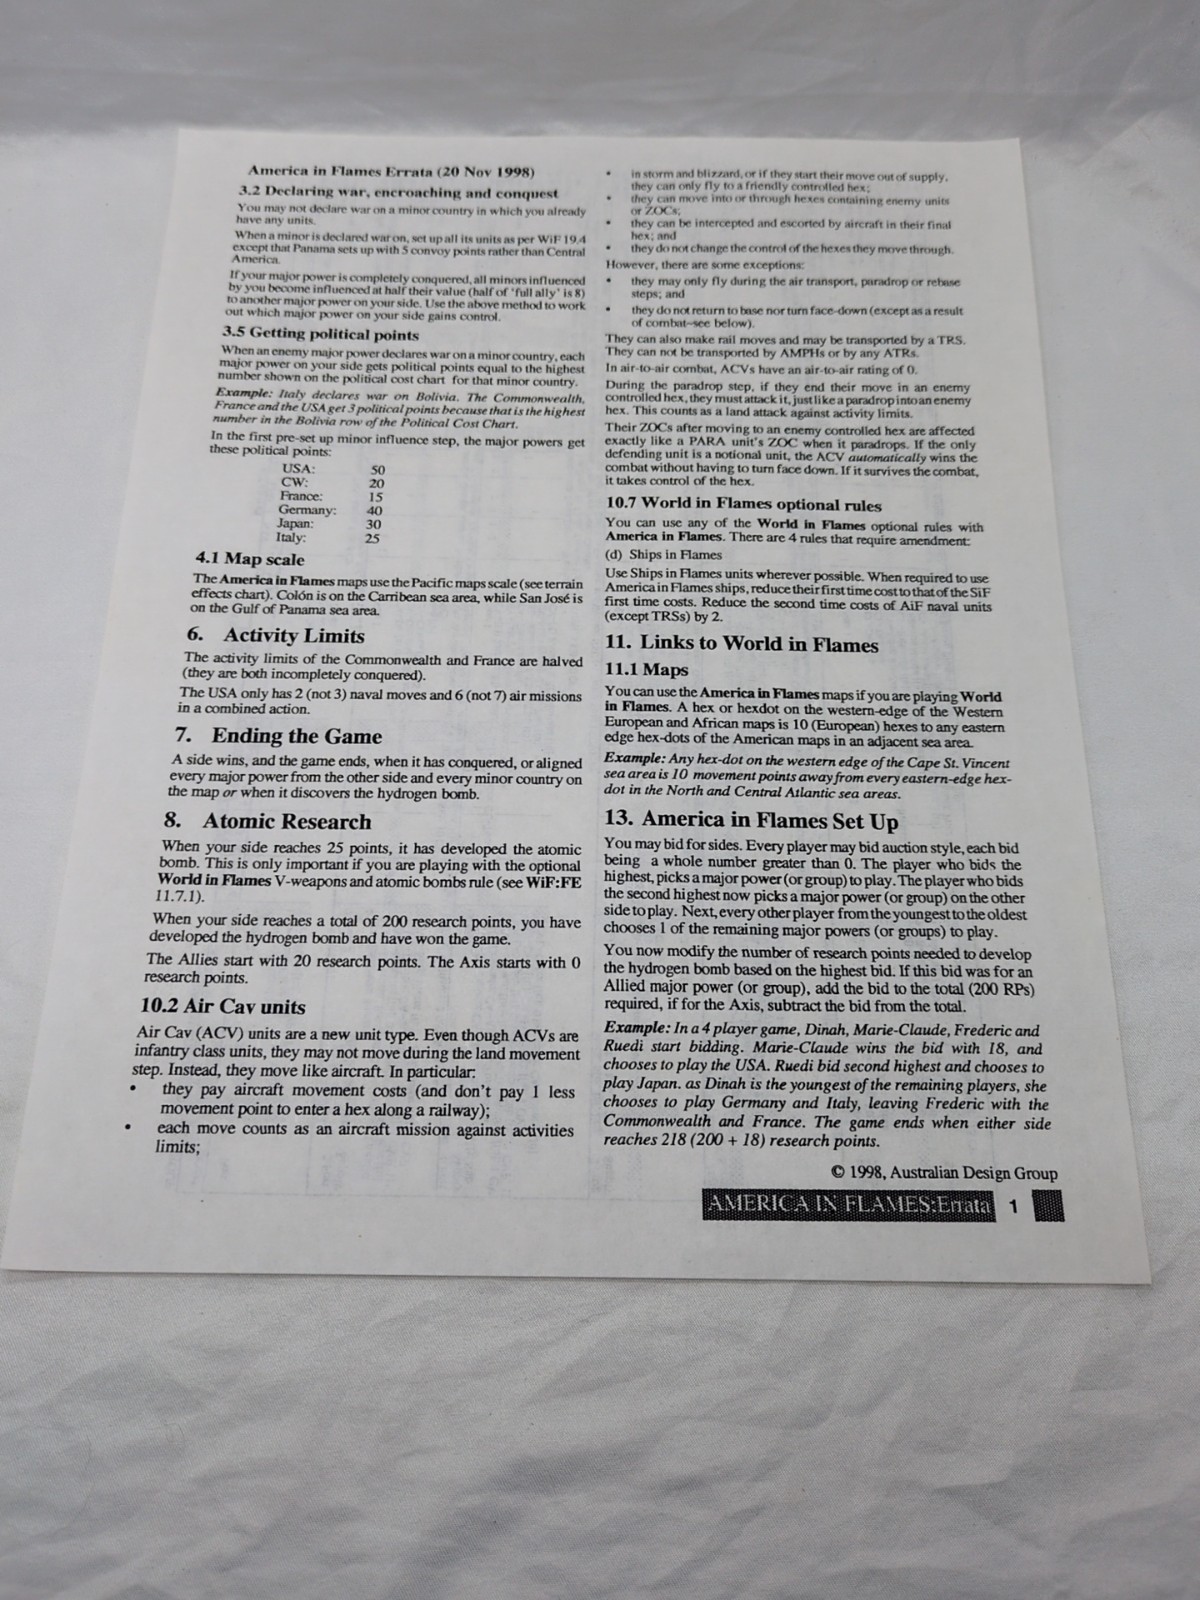 America in Flames Errata (20 Nov 1998)
3.2 Declaring war, encroaching and conquest
You may not declare war on a minor country in which you already
have any units.
When a minor is declared war on, set up all its units as per WiF 19.4
except that Panama sets up with 5 convoy points rather than Central
America.
If your major power is completely conquered, all minors influenced
by you become influenced at half their value (half of 'full ally' is 8)
to another major power on your side. Use the above method to work
out which major power on your side gains control.
3.5 Getting political points
When an enemy major power declares war on a minor country, each
major power on your side gets political points equal to the highest
number shown on the political cost chart for that minor country.
Example: Italy declares war on Bolivia. The Commonwealth,
France and the USA get 3 political points because that is the highest
number in the Bolivia row of the Political Cost Chart.
In the first pre-set up minor influence step, the major powers get
these political points:
USA: 50
CW: 20
France: 15
Germany: 40
Japan: 30
Italy: 25
4.1 Map scale
The America in Flames maps use the Pacific maps scale (see terrain
effects chart). Colón is on the Carribean sea area, while San José is
on the Gulf of Panama sea area.
6. Activity Limits
The activity limits of the Commonwealth and France are halved
(they are both incompletely conquered).
The USA only has 2 (not 3) naval moves and 6 (not 7) air missions
in a combined action.
7. Ending the Game
A side wins, and the game ends, when it has conquered, or aligned
every major power from the other side and every minor country on
the map or when it discovers the hydrogen bomb.
8. Atomic Research
When your side reaches 25 points, it has developed the atomic
bomb. This is only important if you are playing with the optional
World in Flames V-weapons and atomic bombs rule (see WiF:FE
11.7.1).
When your side reaches a total of 200 research points, you have
developed the hydrogen bomb and have won the game.
The Allies start with 20 research points. The Axis starts with 0
research points.
10.2 Air Cav units
Air Cav (ACV) units are a new unit type. Even though ACVs are
infantry class units, they may not move during the land movement
step. Instead, they move like aircraft. In particular:
• they pay aircraft movement costs (and don't pay 1 less
movement point to enter a hex along a railway);
• each move counts as an aircraft mission against activities
limits;
• in storm and blizzard, or if they start their move out of supply,
they can only fly to a friendly controlled hex;
• they can move into or through hexes containing enemy units
or ZOCs;
• they can be intercepted and escorted by aircraft in their final
hex; and
• they do not change the control of the hexes they move through.
However, there are some exceptions:
• they may only fly during the air transport, paradrop or rebase
steps; and
• they do not return to base nor turn face-down (except as a result
of combat~see below).
They can also make rail moves and may be transported by a TRS.
They can not be transported by AMPHs or by any ATRs.
In air-to-air combat, ACVs have an air-to-air rating of 0.
During the paradrop step, if they end their move in an enemy
controlled hex, they must attack it, just like a paradrop into an enemy
hex. This counts as a land attack against activity limits.
Their ZOCs after moving to an enemy controlled hex are affected
exactly like a PARA unit's ZOC when it paradrops. If the only
defending unit is a notional unit, the ACV automatically wins the
combat without having to turn face down. If it survives the combat,
it takes control of the hex.
10.7 World in Flames optional rules
You can use any of the World in Flames optional rules with
America in Flames. There are 4 rules that require amendment:
(d) Ships in Flames
Use Ships in Flames units wherever possible. When required to use
America in Flames ships, reduce their first time cost to that of the SiF
first time costs. Reduce the second time costs of AiF naval units
(except TRSs) by 2.
11. Links to World in Flames
11.1 Maps
You can use the America in Flames maps if you are playing World
in Flames. A hex or hexdot on the western-edge of the Western
European and African maps is 10 (European) hexes to any eastern
edge hex-dots of the American maps in an adjacent sea area.
Example: Any hex-dot on the western edge of the Cape St. Vincent
sea area is 10 movement points away from every eastern-edge hex-
dot in the North and Central Atlantic sea areas.
13. America in Flames Set Up
You may bid for sides. Every player may bid auction style, each bid
being a whole number greater than 0. The player who bids the
highest, picks a major power (or group) to play. The player who bids
the second highest now picks a major power (or group) on the other
side to play. Next, every other player from the youngest to the oldest
chooses 1 of the remaining major powers (or groups) to play.
You now modify the number of research points needed to develop
the hydrogen bomb based on the highest bid. If this bid was for an
Allied major power (or group), add the bid to the total (200 RPs)
required, if for the Axis, subtract the bid from the total.
Example: In a 4 player game, Dinah, Marie-Claude, Frederic and
Ruedi start bidding. Marie-Claude wins the bid with 18, and
chooses to play the USA. Ruedi bid second highest and chooses to
play Japan. as Dinah is the youngest of the remaining players, she
chooses to play Germany and Italy, leaving Frederic with the
Commonwealth and France. The game ends when either side
reaches 218 (200 + 18) research points.
© 1998, Australian Design Group
AMERICA IN FLAMES:Errata 1